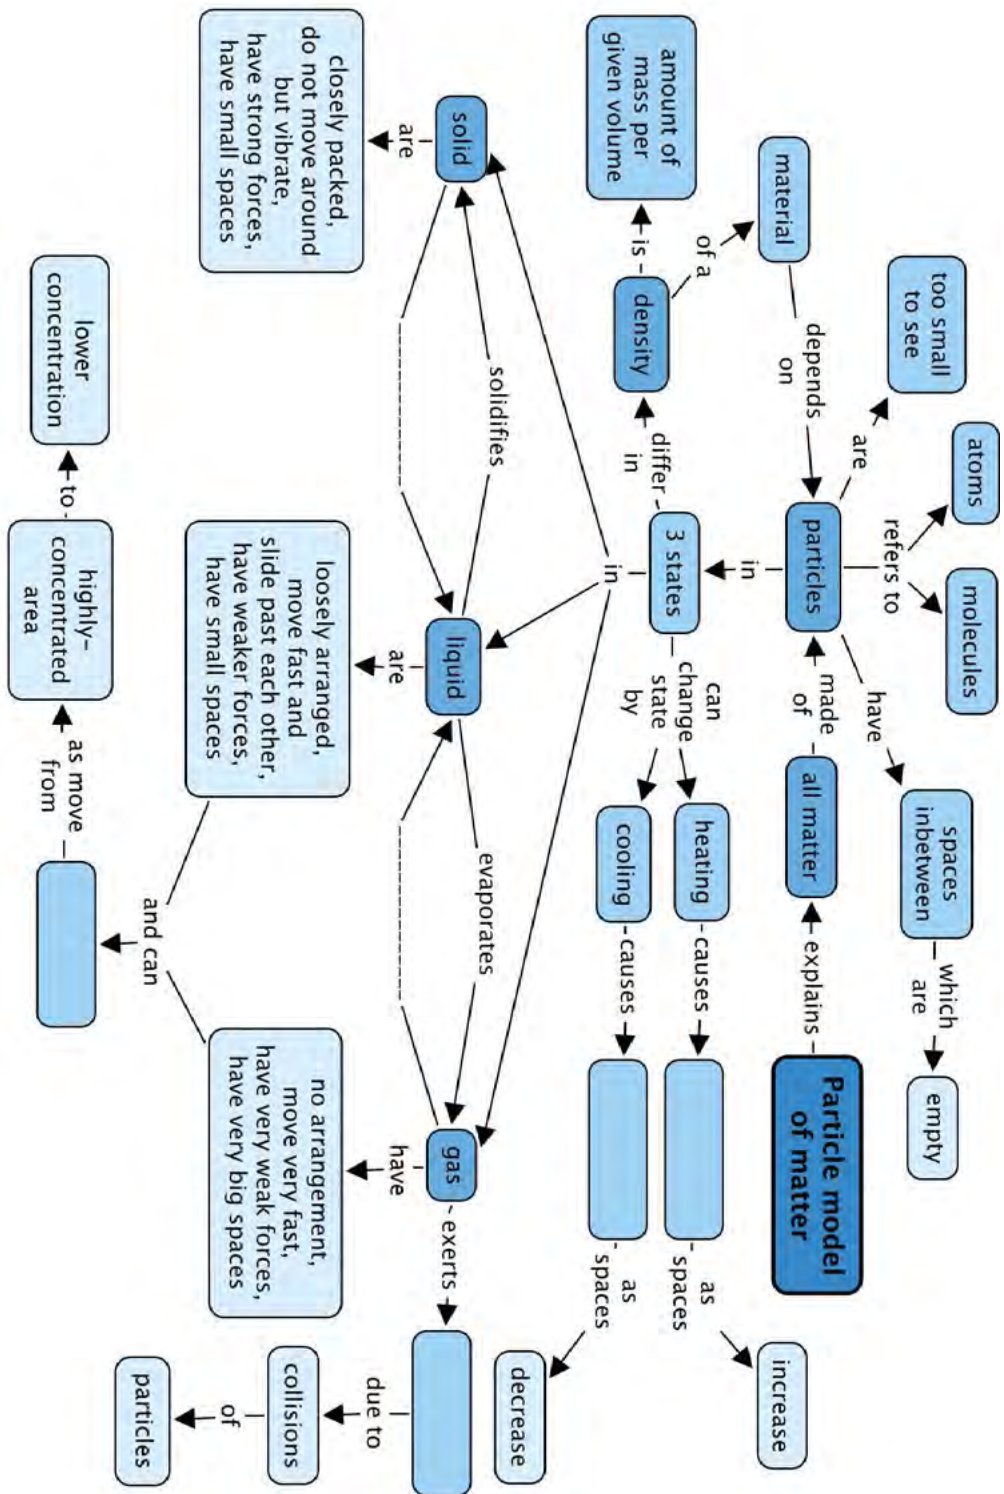 Particle model
of matter
explains
all matter
made
of
particles
have
spaces
inbetween
which
are
empty
refers to
molecules
atoms
are
too small
to see
depends
on
material
of a
density
is
amount of
mass per
given volume
differ
in
in
3 states
can
change
state
by
heating
causes
as
spaces
increase
cooling
causes
as
spaces
decrease
in
solid
are
closely packed,
do not move around
but vibrate,
have strong forces,
have small spaces
solidifies
liquid
are
loosely arranged,
move fast and
slide past each other,
have weaker forces,
have small spaces
evaporates
gas
have
no arrangement,
move very fast,
have very weak forces,
have very big spaces
exerts
due to
collisions
of
particles
and can
as move
from
highly-
concentrated
area
to
lower
concentration